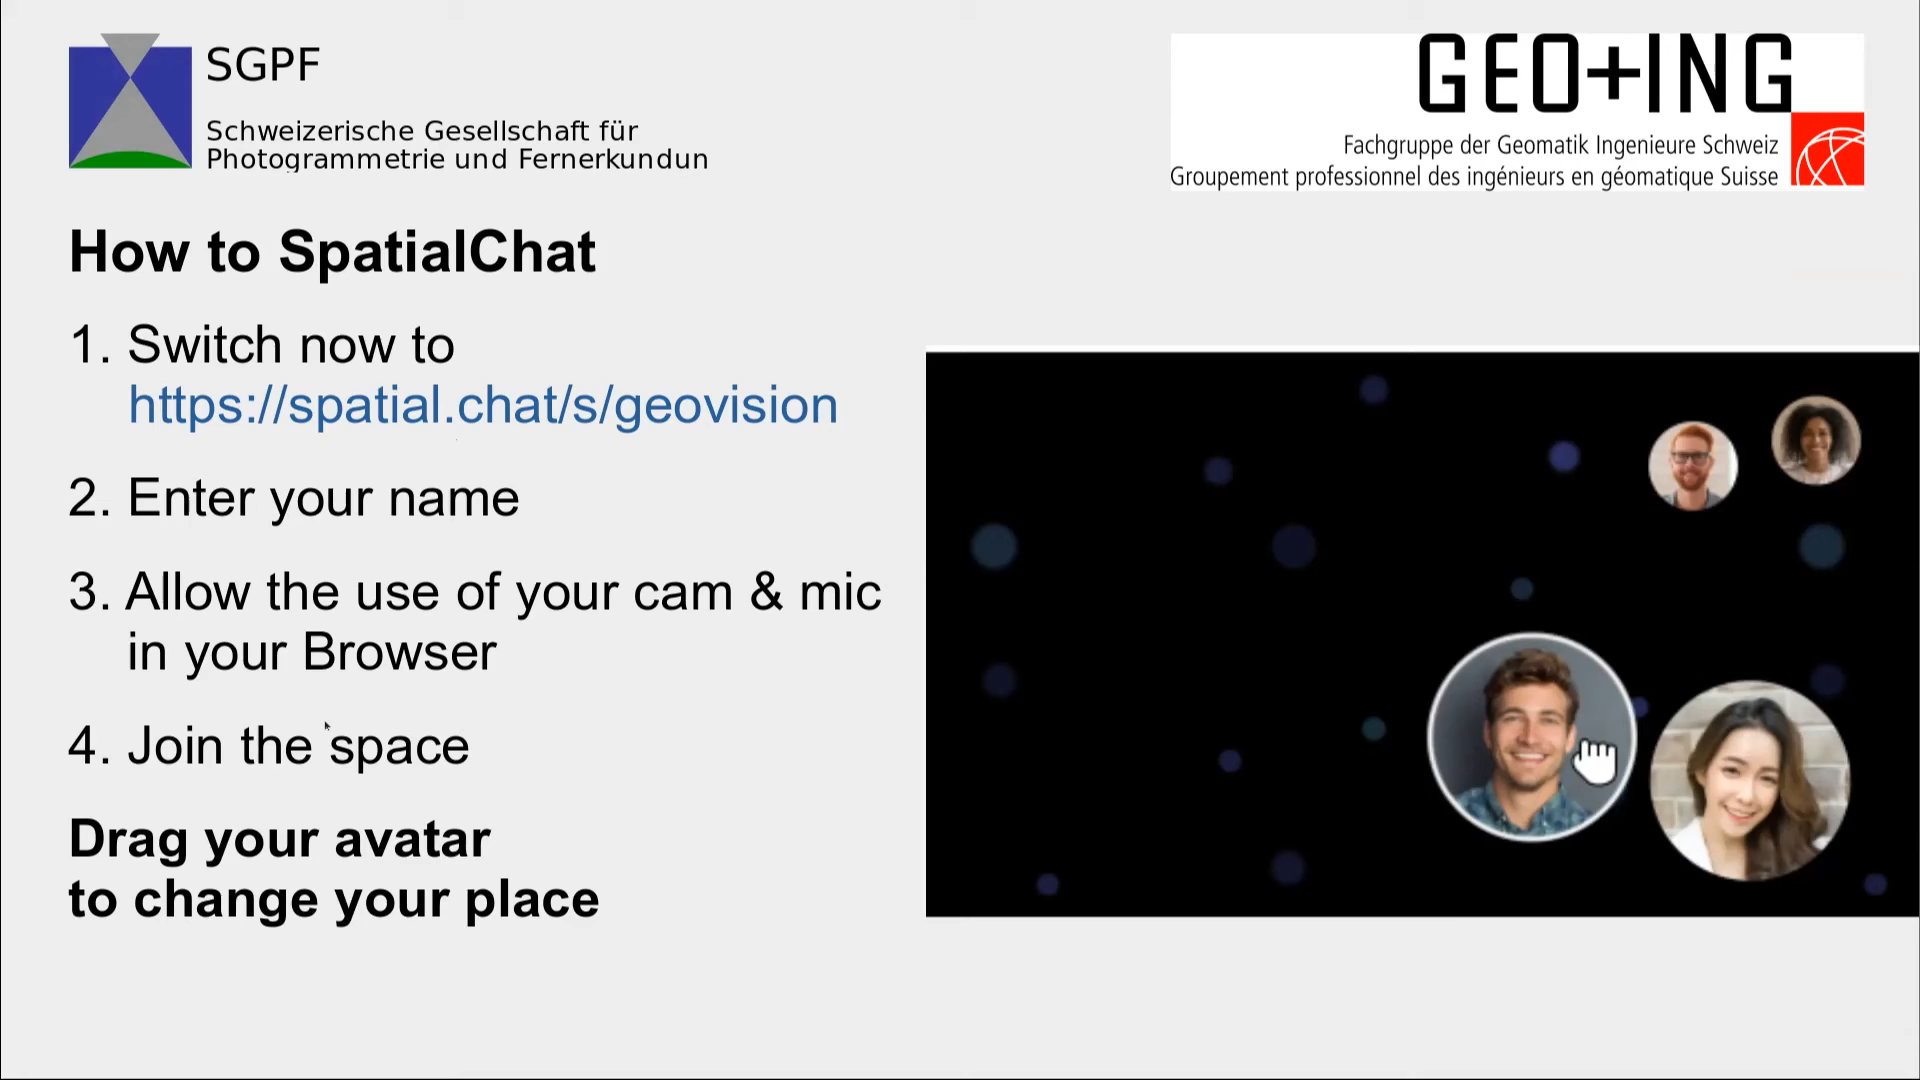 SGPF
Schweizerische Gesellschaft für
Photogrammetrie und Fernerkundun
GEO+ING
Fachgruppe der Geomatik Ingenieure Schweiz
Groupement professionnel des ingénieurs en géomatique Suisse
How to SpatialChat
1. Switch now to
https://spatial.chat/s/geovision
2. Enter your name
3. Allow the use of your cam & mic
in your Browser
4. Join the space
Drag your avatar
to change your place